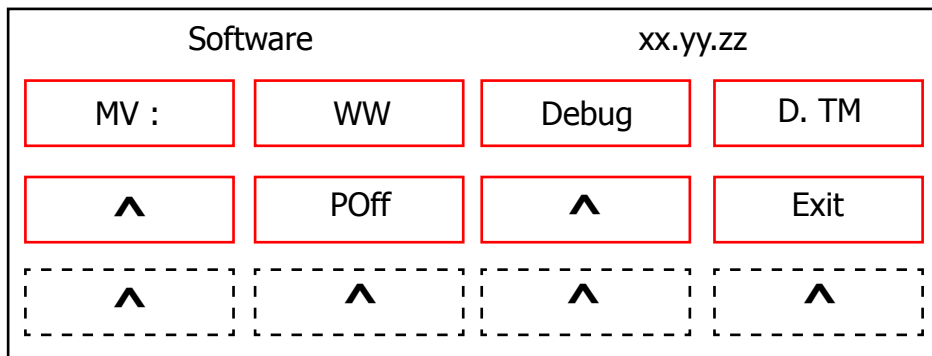 Software xx.yy.zz
MV : WW Debug D. TM
^ POff ^ Exit
^ ^ ^ ^